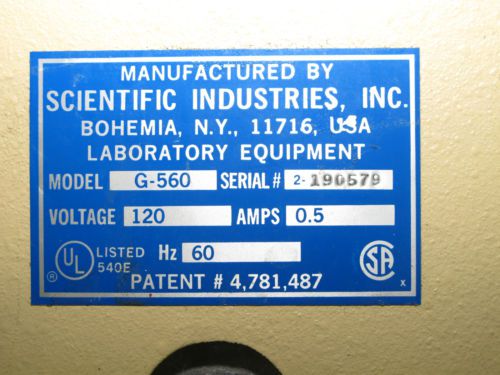 MANUFACTURED BY
SCIENTIFIC INDUSTRIES, INC.
BOHEMIA, N.Y., 11716, USA
LABORATORY EQUIPMENT
MODEL G-560 SERIAL # 2-190579
VOLTAGE 120 AMPS 0.5
UL ® LISTED 540E Hz 60 SA
PATENT # 4,781,487 x